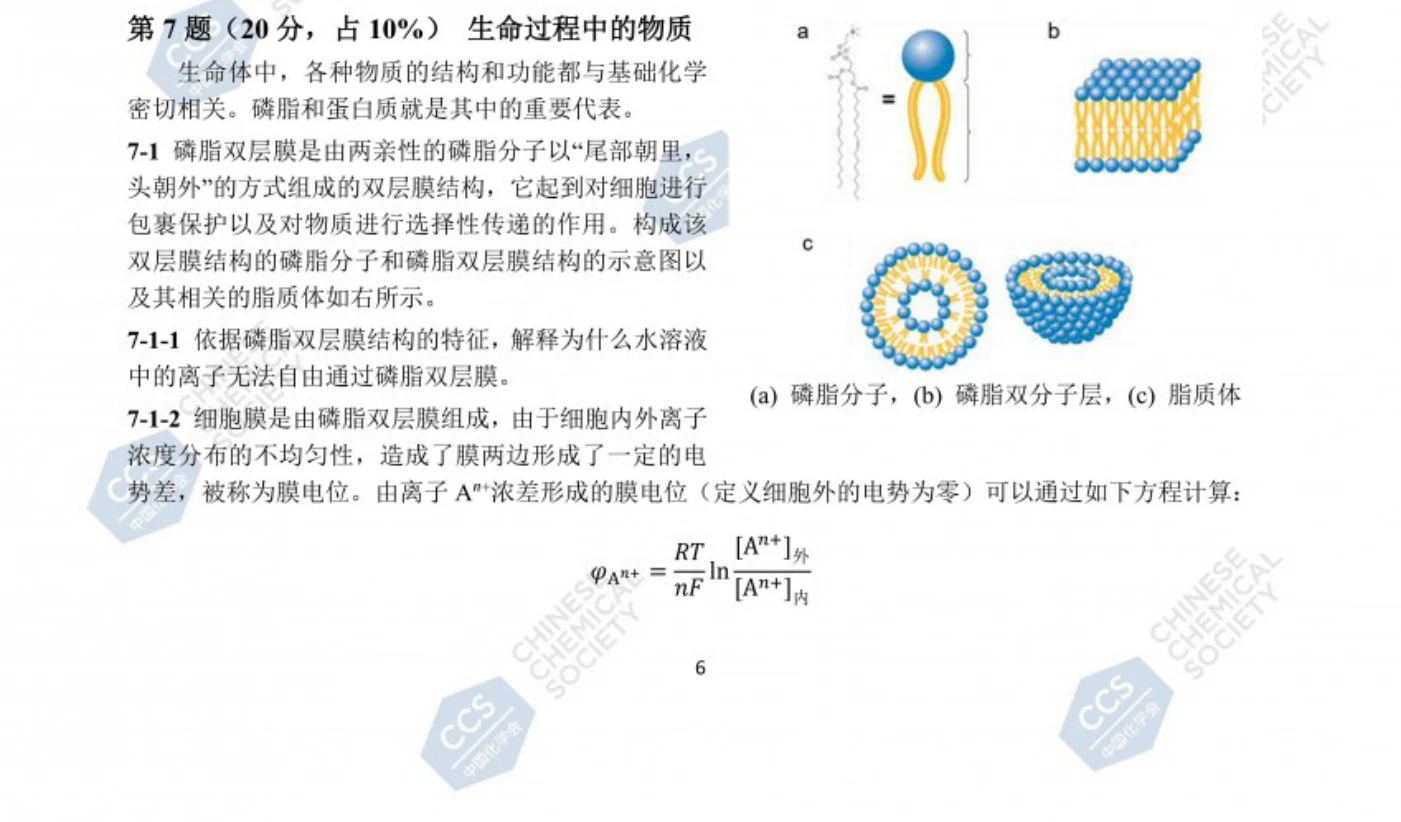 第 7 题（20 分，占 10%） 生命过程中的物质
生命体中，各种物质的结构和功能都与基础化学
密切相关。磷脂和蛋白质就是其中的重要代表。
7-1 磷脂双层膜是由两亲性的磷脂分子以“尾部朝里，
头朝外”的方式组成的双层膜结构，它起到对细胞进行
包裹保护以及对物质进行选择性传递的作用。构成该
双层膜结构的磷脂分子和磷脂双层膜结构的示意图以
及其相关的脂质体如右所示。
7-1-1 依据磷脂双层膜结构的特征，解释为什么水溶液
中的离子无法自由通过磷脂双层膜。
7-1-2 细胞膜是由磷脂双层膜组成，由于细胞内外离子
浓度分布的不均匀性，造成了膜两边形成了一定的电
势差，被称为膜电位。由离子 Aⁿ⁺浓差形成的膜电位（定义细胞外的电势为零）可以通过如下方程计算：
a
=
b
c
(a) 磷脂分子，(b) 磷脂双分子层，(c) 脂质体
φ_Aⁿ⁺ = RT/nF ln [Aⁿ⁺]外/[Aⁿ⁺]内
6
CCS
中国化学会
CHINESE
CHEMICAL
SOCIETY
CCS
中国化学会
CHINESE
CHEMICAL
SOCIETY